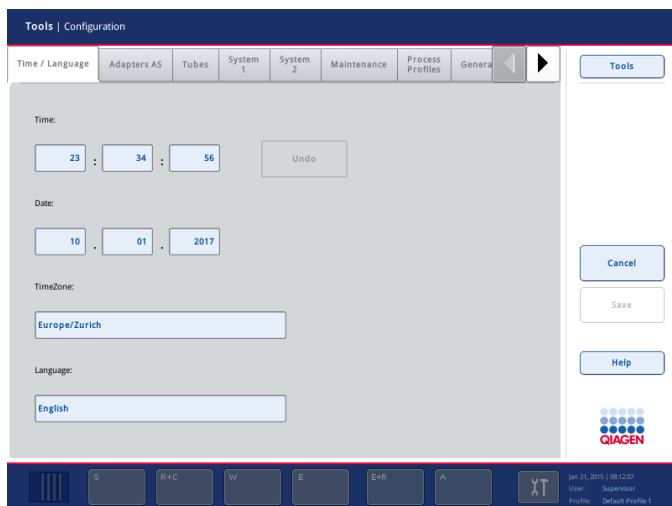 Tools | Configuration
Time / Language
Adapters AS
Tubes
System
1
System
2
Maintenance
Process
Profiles
Genera
Tools
Time:
23 : 34 : 56
Undo
Date:
10 . 01 . 2017
TimeZone:
Europe/Zurich
Language:
English
Cancel
Save
Help
QIAGEN
S
R+C
W
E
E+R
A
Jan 21, 2015 | 08:12:07
User: Supervisor
Profile: Default Profile 1